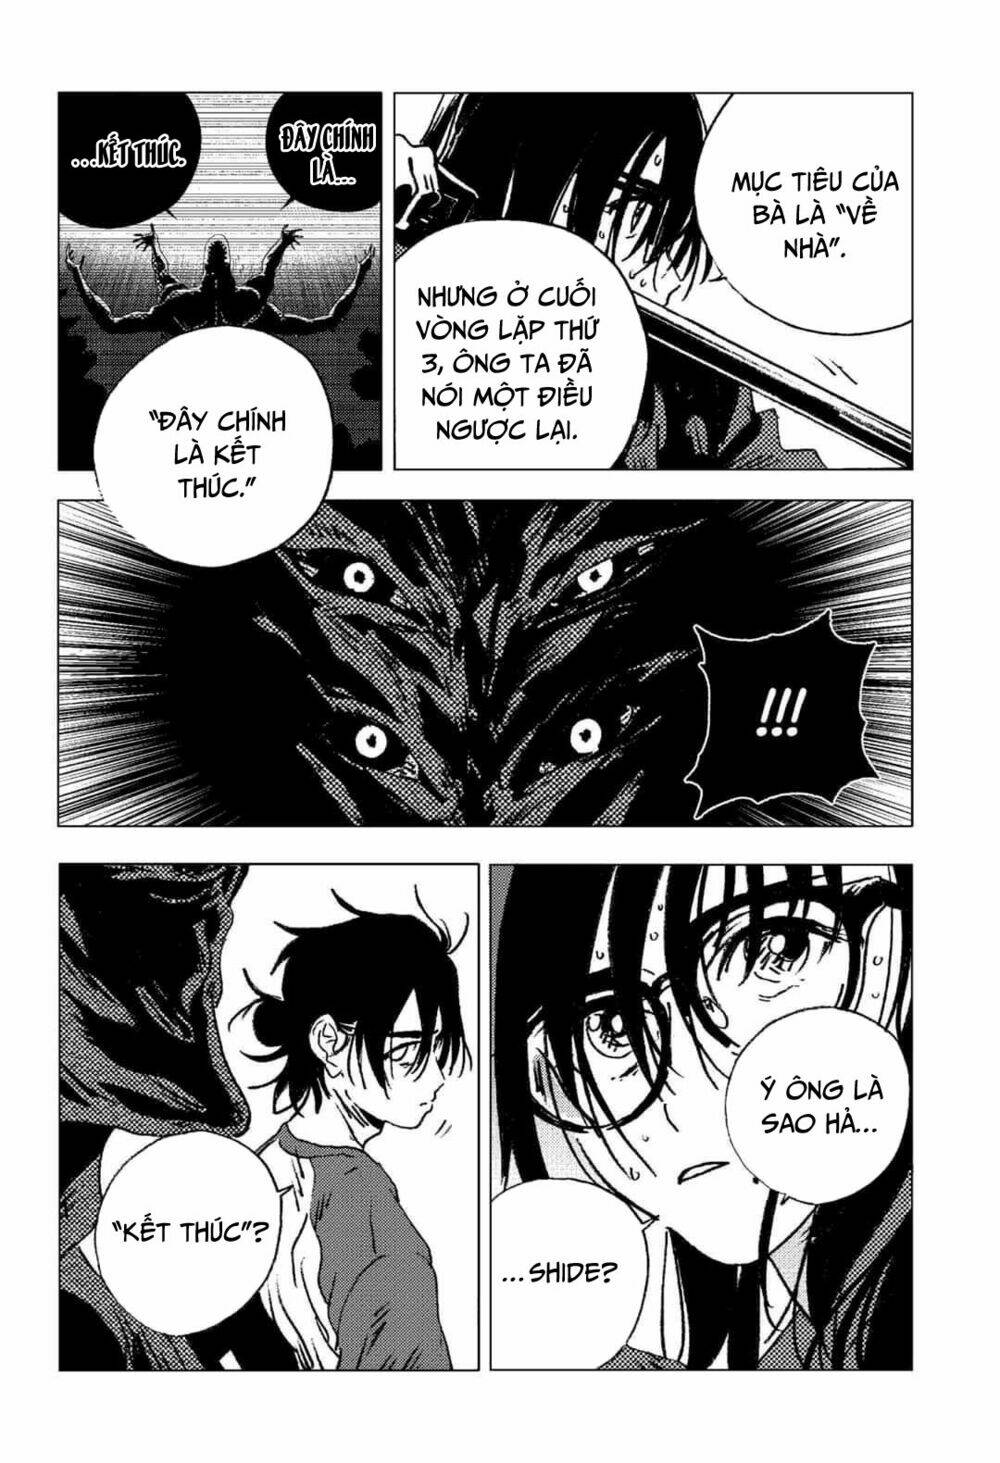 MỤC TIÊU CỦA
BÀ LÀ "VỀ
NHÀ".
NHƯNG Ở CUỐI
VÒNG LẶP THỨ
3, ÔNG TA ĐÃ
NÓI MỘT ĐIỀU
NGƯỢC LẠI.
ĐÂY CHÍNH
LÀ...
...KẾT THÚC.
"ĐÂY CHÍNH
LÀ KẾT
THÚC."
!!!
Ý ÔNG LÀ
SAO HẢ...
...SHIDE?
"KẾT THÚC"?